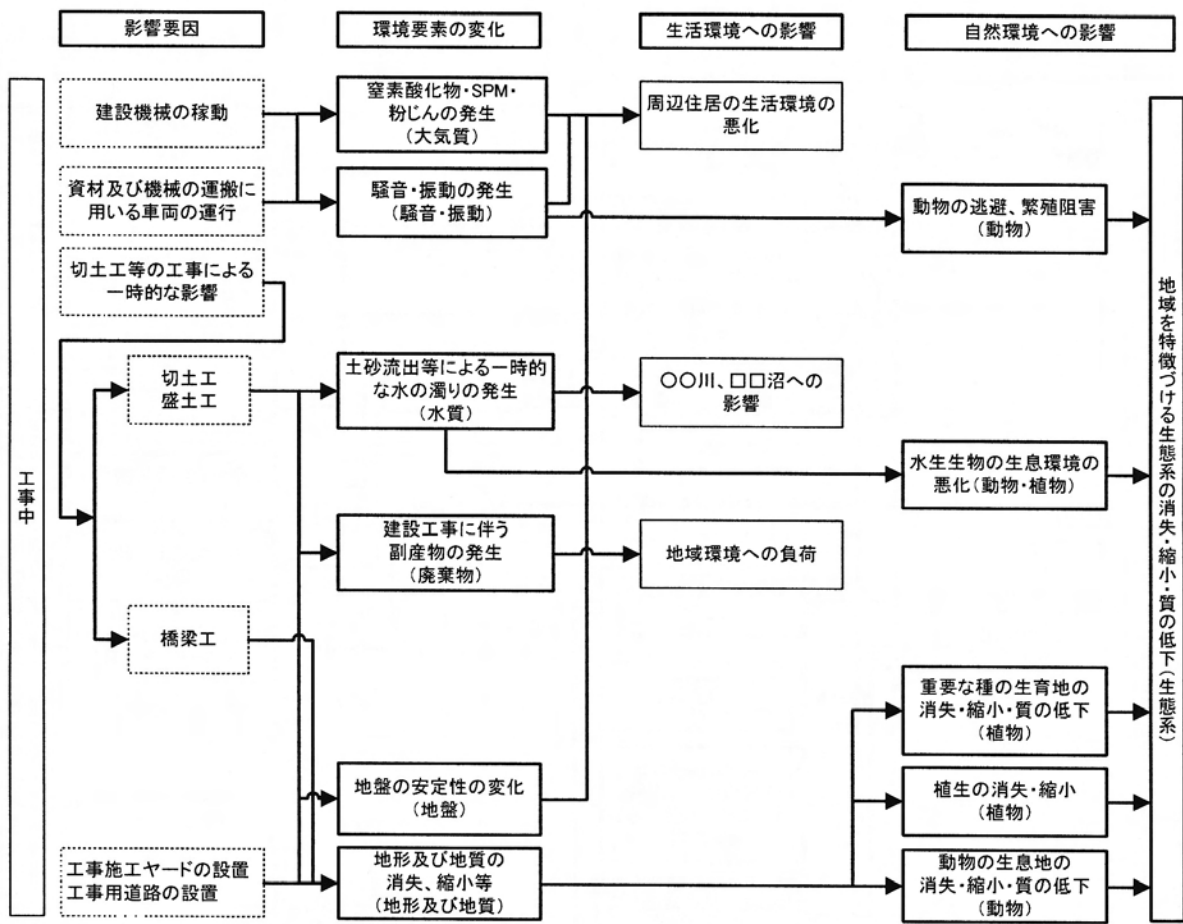 影響要因
環境要素の変化
生活環境への影響
自然環境への影響
工事中
建設機械の稼動
窒素酸化物・SPM・
粉じんの発生
(大気質)
周辺住居の生活環境の
悪化
資材及び機械の運搬に
用いる車両の運行
騒音・振動の発生
(騒音・振動)
動物の逃避、繁殖阻害
(動物)
切土工等の工事による
一時的な影響
切土工
盛土工
土砂流出等による一時的
な水の濁りの発生
(水質)
〇〇川、□□沼への
影響
水生生物の生息環境の
悪化(動物・植物)
建設工事に伴う
副産物の発生
(廃棄物)
地域環境への負荷
橋梁工
重要な種の生育地の
消失・縮小・質の低下
(植物)
地盤の安定性の変化
(地盤)
植生の消失・縮小
(植物)
工事施工ヤードの設置
工事用道路の設置
地形及び地質の
消失、縮小等
(地形及び地質)
動物の生息地の
消失・縮小・質の低下
(動物)
地域を特徴づける生態系の消失・縮小・質の低下(生態系)